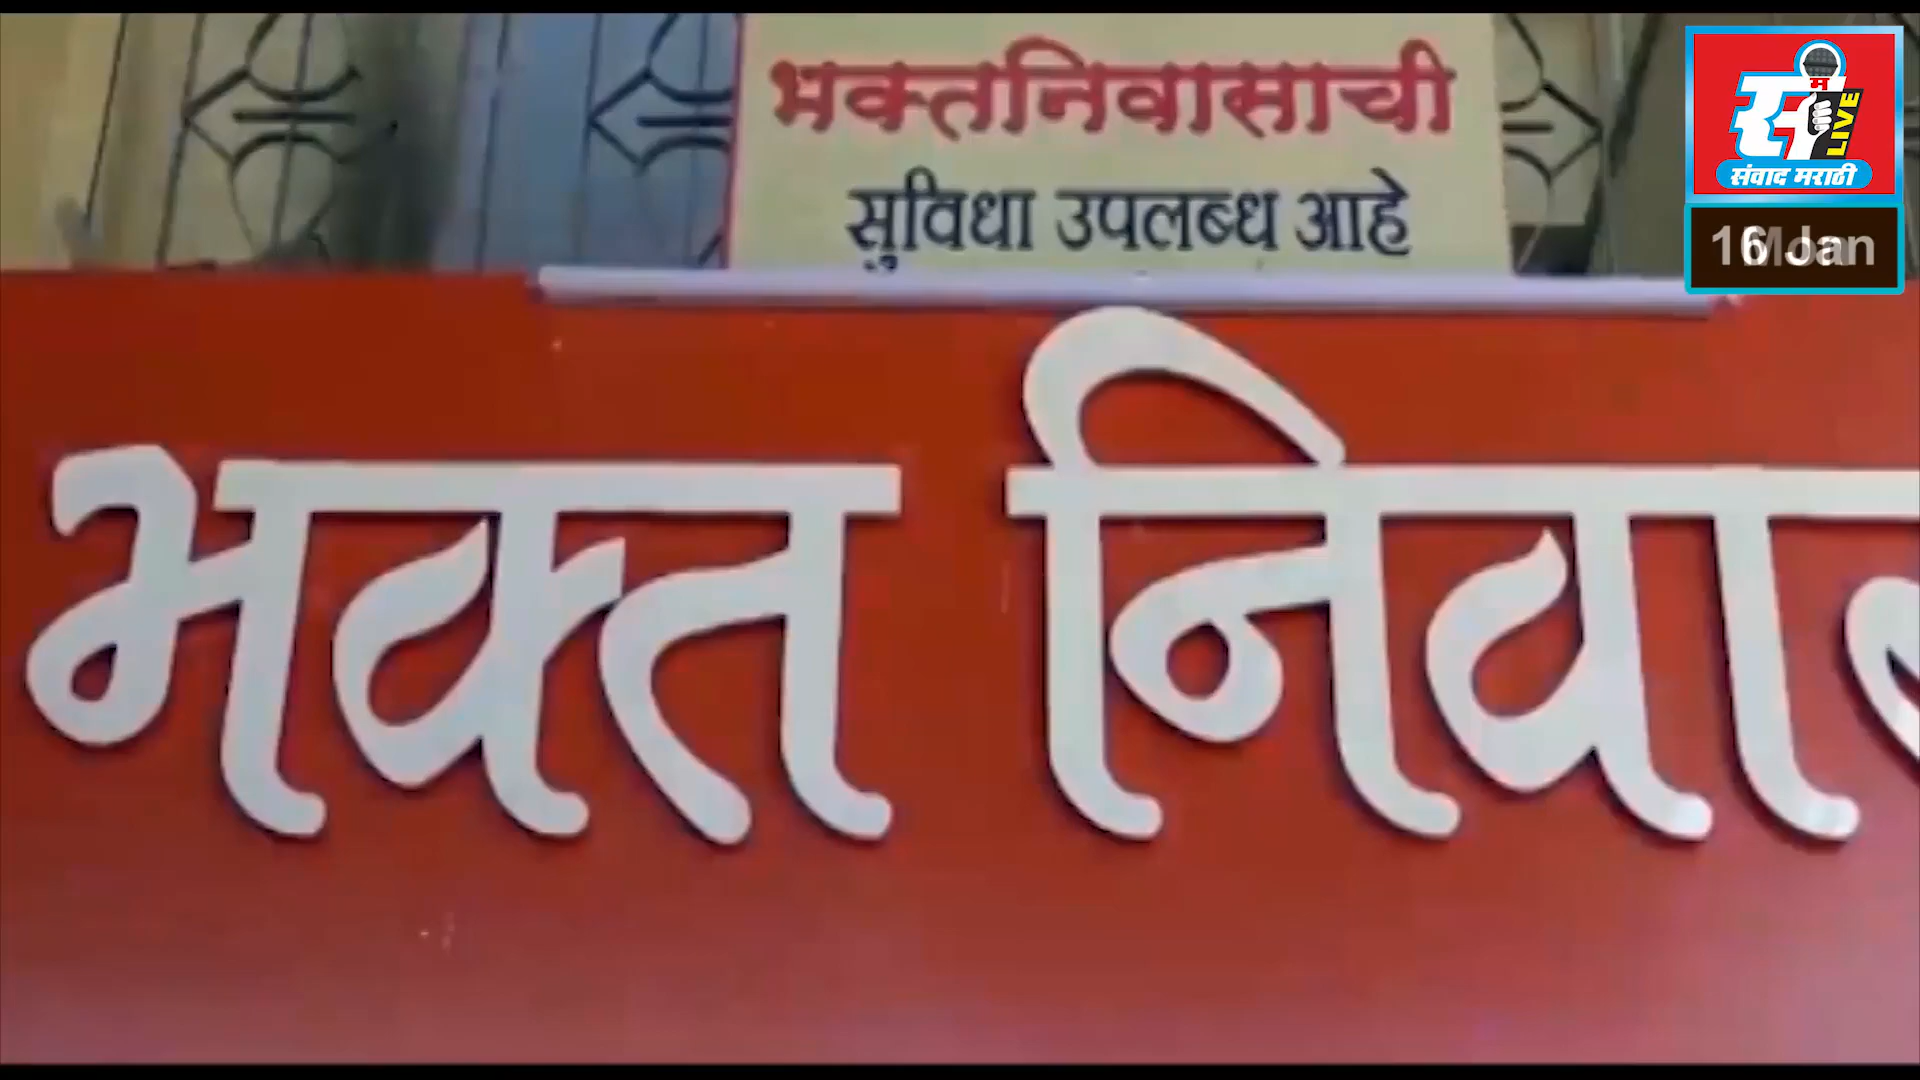 भक्तनिवासाची
सुविधा उपलब्ध आहे
भक्त निवा
स
म
LIVE
संवाद मराठी
16 Jan